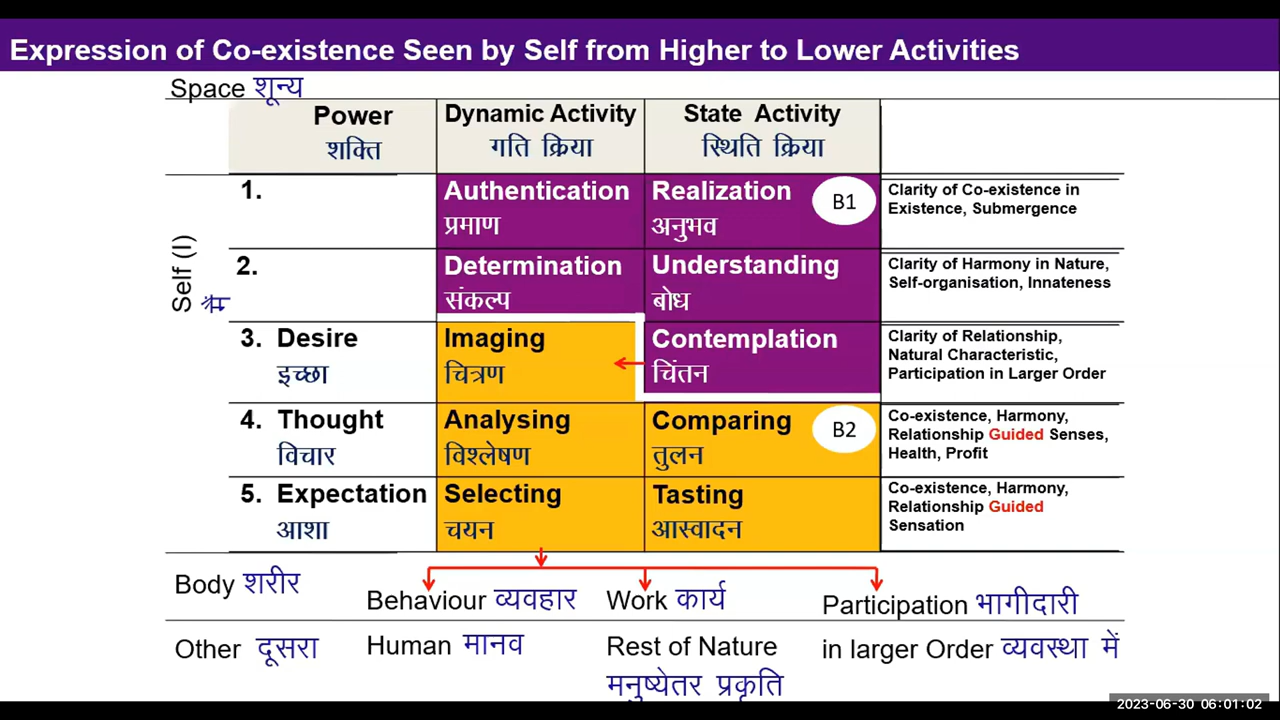 Expression of Co-existence Seen by Self from Higher to Lower Activities
Space शून्य
Power
शक्ति
Dynamic Activity
गति क्रिया
State Activity
स्थिति क्रिया
Self (I)
मैं
1.
Authentication
प्रमाण
Realization
अनुभव
B1
Clarity of Co-existence in
Existence, Submergence
2.
Determination
संकल्प
Understanding
बोध
Clarity of Harmony in Nature,
Self-organisation, Innateness
3. Desire
इच्छा
Imaging
चित्रण
Contemplation
चिंतन
Clarity of Relationship,
Natural Characteristic,
Participation in Larger Order
4. Thought
विचार
Analysing
विश्लेषण
Comparing
तुलन
B2
Co-existence, Harmony,
Relationship Guided Senses,
Health, Profit
5. Expectation
आशा
Selecting
चयन
Tasting
आस्वादन
Co-existence, Harmony,
Relationship Guided
Sensation
Body शरीर
Behaviour व्यवहार
Work कार्य
Participation भागीदारी
Other दूसरा
Human मानव
Rest of Nature
मनुष्येतर प्रकृति
in larger Order व्यवस्था में
2023-06-30 06:01:02